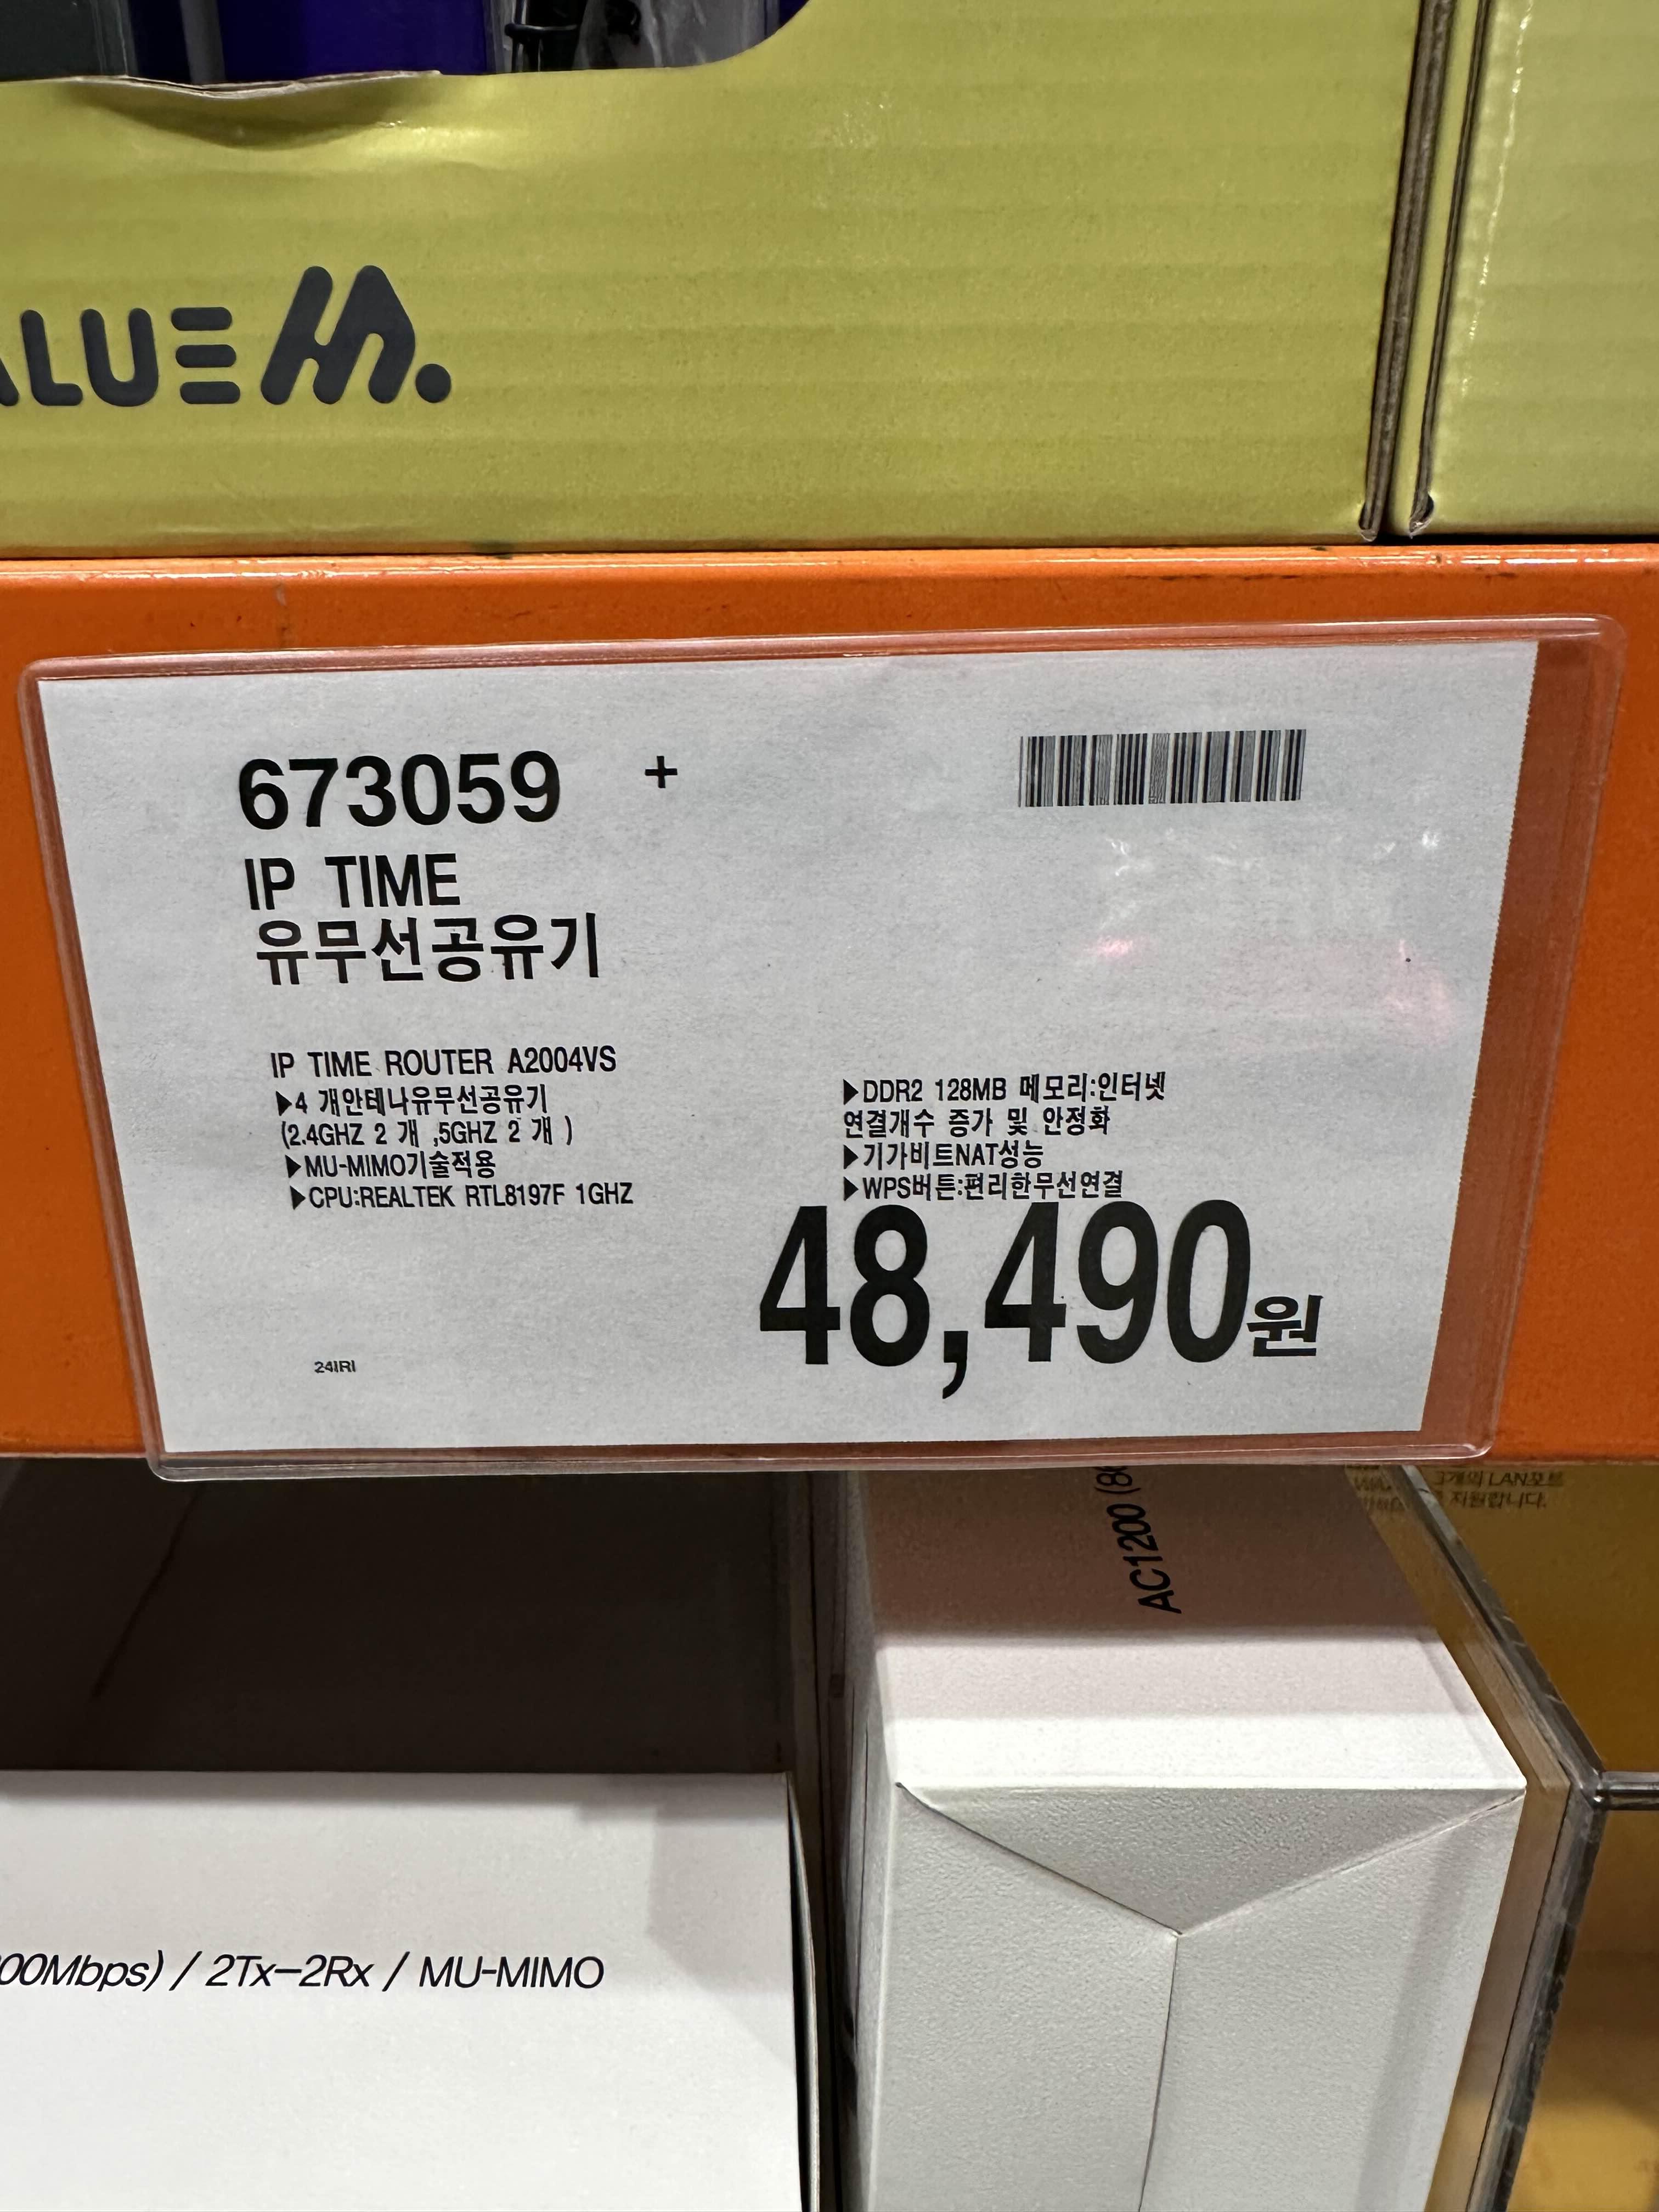 ALUE M.
673059 +
IP TIME
유무선공유기
IP TIME ROUTER A2004VS
▶4 개안테나유무선공유기
(2.4GHZ 2 개 ,5GHZ 2 개 )
▶MU-MIMO기술적용
▶CPU:REALTEK RTL8197F 1GHZ
▶DDR2 128MB 메모리:인터넷
연결개수 증가 및 안정화
▶기가비트NAT성능
▶WPS버튼:편리한무선연결
48,490원
24IRI
3개의 LAN포트
지원합니다.
AC1200 (8
00Mbps) / 2Tx-2Rx / MU-MIMO